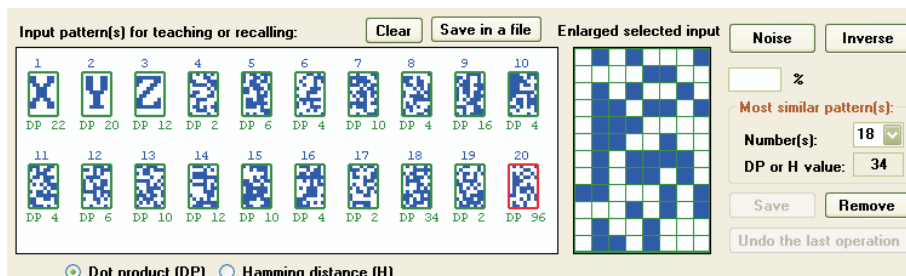 Input pattern(s) for teaching or recalling:
Clear
Save in a file
Enlarged selected input
Noise
Inverse
1 2 3 4 5 6 7 8 9 10
DP 22 DP 20 DP 12 DP 2 DP 6 DP 4 DP 10 DP 4 DP 16 DP 4
11 12 13 14 15 16 17 18 19 20
DP 4 DP 6 DP 10 DP 12 DP 10 DP 4 DP 2 DP 34 DP 2 DP 96
%
Most similar pattern(s):
Number(s): 18
DP or H value: 34
Save
Remove
Undo the last operation
Dot product (DP) Hamming distance (H)